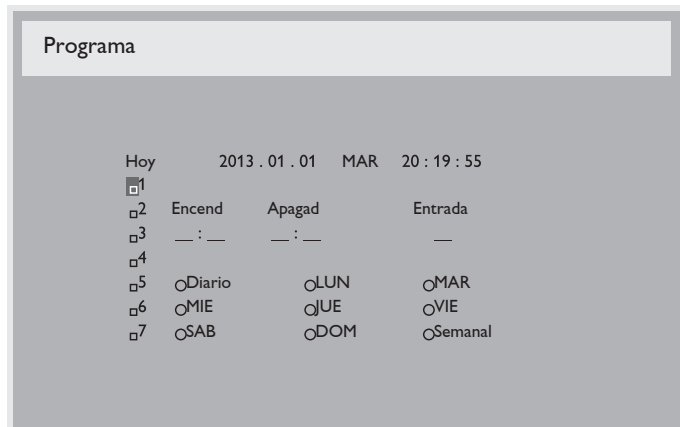 Programa
Hoy 2013 . 01 . 01 MAR 20 : 19 : 55
1
2 Encend Apagad Entrada
3 __ : __ __ : __ __
4
5 Diario LUN MAR
6 MIE JUE VIE
7 SAB DOM Semanal